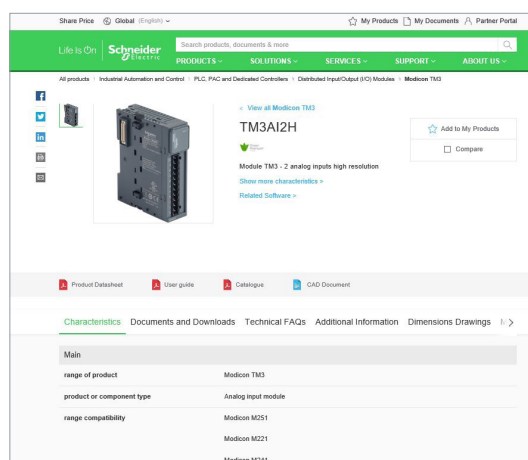 Share Price Global (English) My Products My Documents Partner Portal
Life Is On Schneider Electric
Search products, documents & more
PRODUCTS SOLUTIONS SERVICES SUPPORT ABOUT US
All products Industrial Automation and Control PLC, PAC and Dedicated Controllers Distributed Input/Output (I/O) Modules Modicon TM3
View all Modicon TM3
TM3AI2H
Add to My Products
Compare
Module TM3 - 2 analog inputs high resolution
Show more characteristics >
Related Software >
Product Datasheet User guide Catalogue CAD Document
Characteristics Documents and Downloads Technical FAQs Additional Information Dimensions Drawings
Main
range of product Modicon TM3
product or component type Analog input module
range compatibility Modicon M251
Modicon M221
Modicon M241